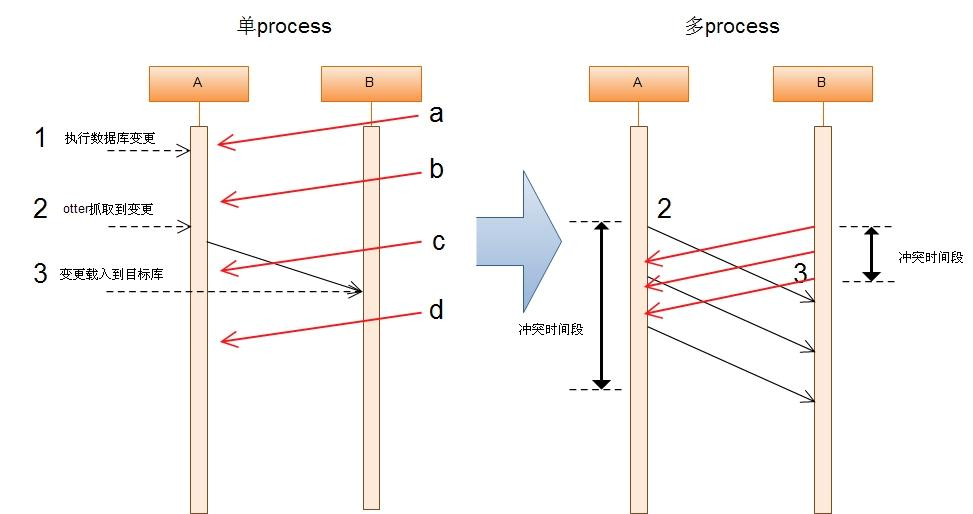 单process
多process
A
B
A
B
a
1
执行数据库变更
b
2
otter抓取到变更
c
3
变更载入到目标库
d
2
3
冲突时间段
冲突时间段